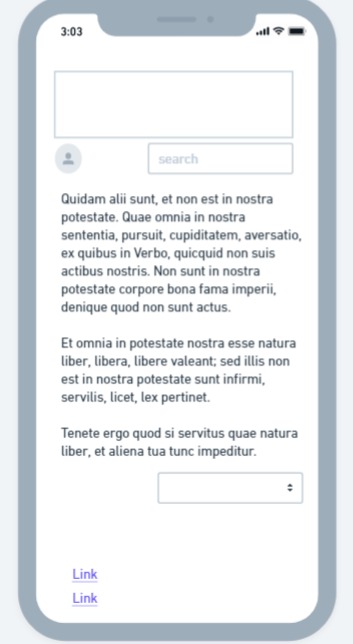 3:03
search
Quidam alii sunt, et non est in nostra
potestate. Quae omnia in nostra
sententia, pursuit, cupiditatem, aversatio,
ex quibus in Verbo, quicquid non suis
actibus nostris. Non sunt in nostra
potestate corpore bona fama imperii,
denique quod non sunt actus.
Et omnia in potestate nostra esse natura
liber, libera, libere valeant; sed illis non
est in nostra potestate sunt infirmi,
servilis, licet, lex pertinet.
Tenete ergo quod si servitus quae natura
liber, et aliena tua tunc impeditur.
Link
Link